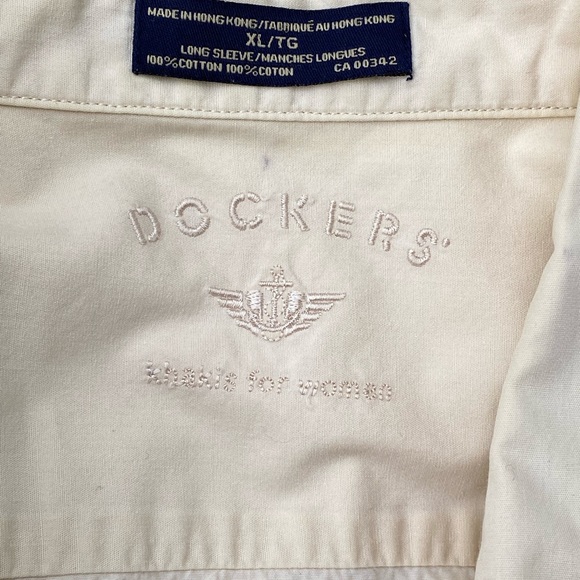 MADE IN HONG KONG/FABRIQUÉ AU HONG KONG
XL/TG
LONG SLEEVE/MANCHES LONGUES
100% COTTON 100% COTON CA 00342
DOCKERS®
khakis for women